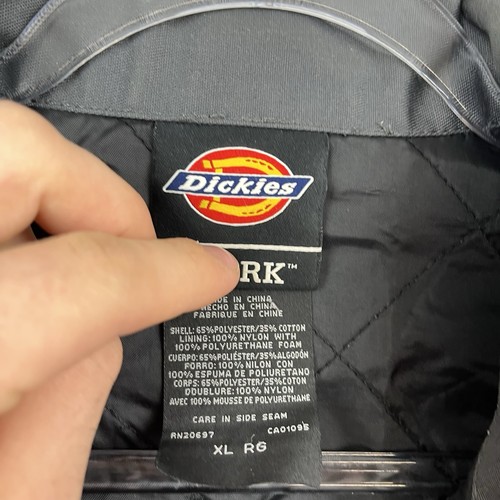 Dickies
RK™
DE IN CHINA
HECHO EN CHINA
FABRIQUE EN CHINE
SHELL: 65%POLYESTER/35% COTTON
LINING: 100% NYLON WITH
100% POLYURETHANE FOAM
CUERPO: 65%POLIÉSTER/35%ALGODÓN
FORRO: 100% NILON CON
100% ESPUMA DE POLIURETANO
CORPS: 65%POLYESTER/35%COTON
DOUBLURE: 100% NYLON
AVEC 100% MOUSSE DE POLYURETHANE
CARE IN SIDE SEAM
RN20697 CA01095
XL RG